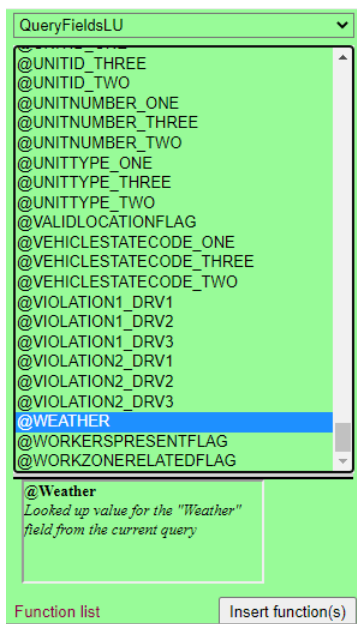 QueryFieldsLU
@UNITID_ONE
@UNITID_THREE
@UNITID_TWO
@UNITNUMBER_ONE
@UNITNUMBER_THREE
@UNITNUMBER_TWO
@UNITTYPE_ONE
@UNITTYPE_THREE
@UNITTYPE_TWO
@VALIDLOCATIONFLAG
@VEHICLESTATECODE_ONE
@VEHICLESTATECODE_THREE
@VEHICLESTATECODE_TWO
@VIOLATION1_DRV1
@VIOLATION1_DRV2
@VIOLATION1_DRV3
@VIOLATION2_DRV1
@VIOLATION2_DRV2
@VIOLATION2_DRV3
@WEATHER
@WORKERSPRESENTFLAG
@WORKZONERELATEDFLAG
@Weather
Looked up value for the "Weather"
field from the current query
Function list
Insert function(s)